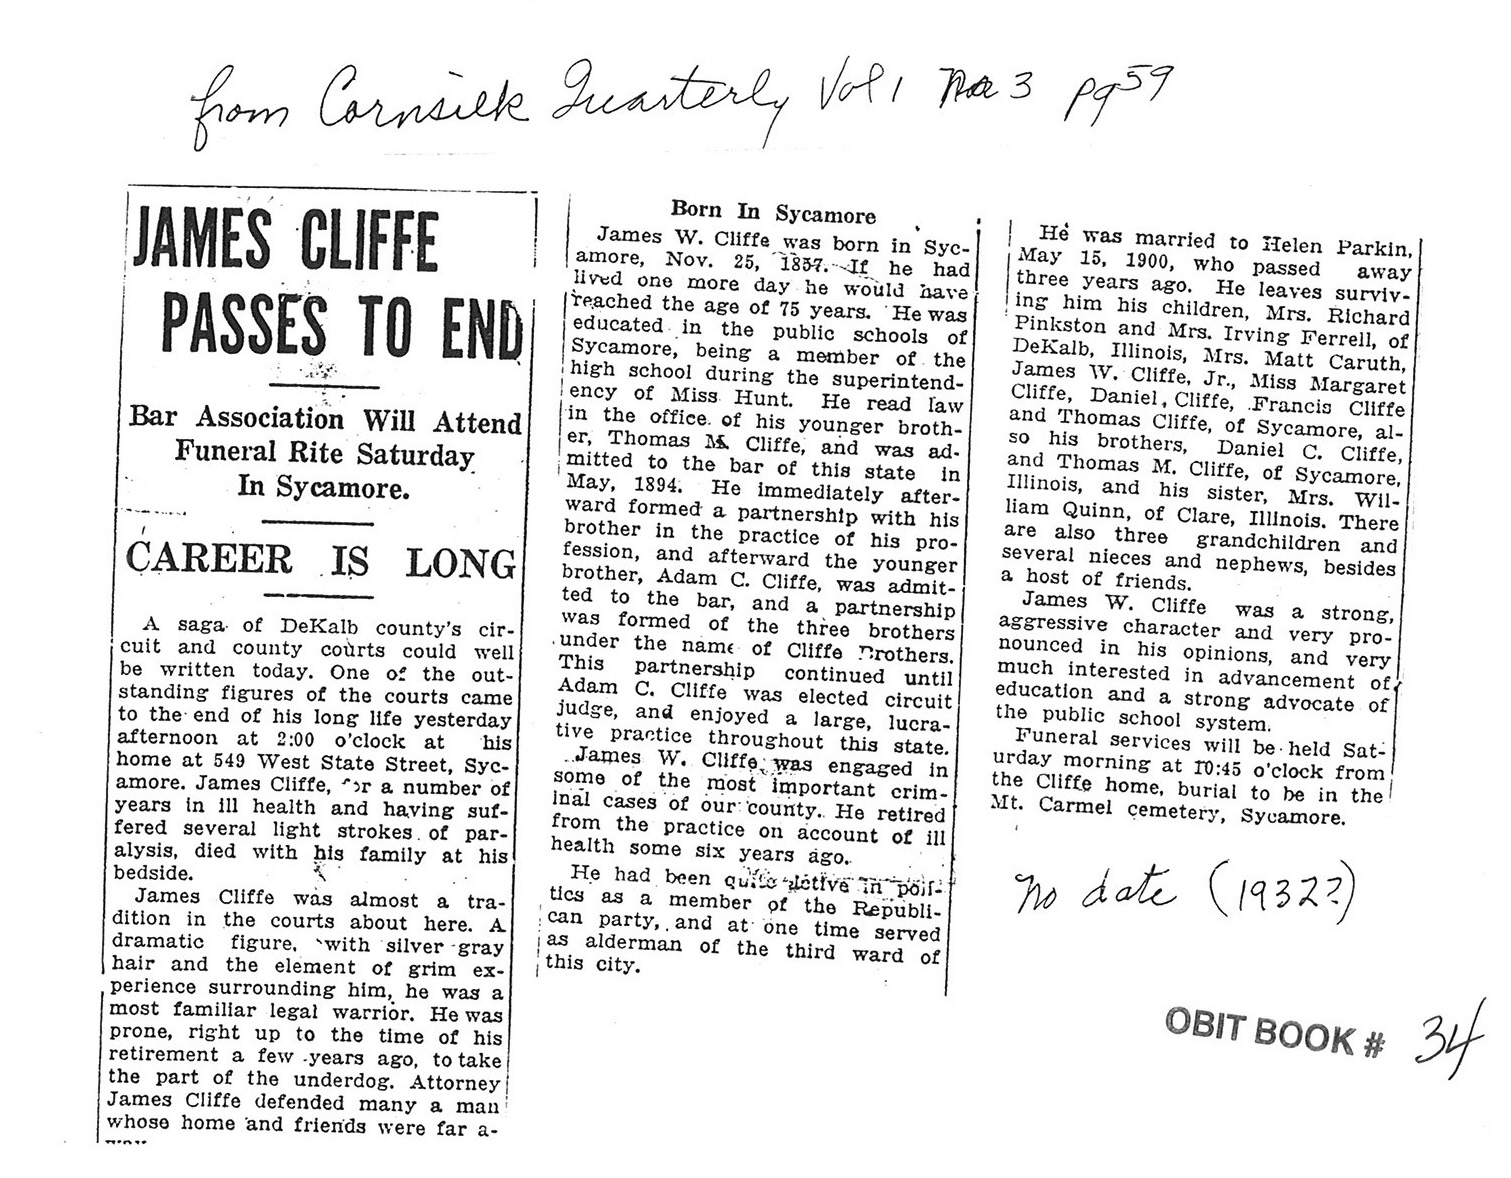 from Cornsilk Quarterly Vol 1 No 3 pg 59
JAMES CLIFFE
PASSES TO END
Bar Association Will Attend
Funeral Rite Saturday
In Sycamore.
CAREER IS LONG
A saga of DeKalb county's cir-
cuit and county courts could well
be written today. One of the out-
standing figures of the courts came
to the end of his long life yesterday
afternoon at 2:00 o'clock at his
home at 549 West State Street, Syc-
amore. James Cliffe, for a number of
years in ill health and having suf-
fered several light strokes of par-
alysis, died with his family at his
bedside.
James Cliffe was almost a tra-
dition in the courts about here. A
dramatic figure, with silver gray
hair and the element of grim ex-
perience surrounding him, he was a
most familiar legal warrior. He was
prone, right up to the time of his
retirement a few years ago, to take
the part of the underdog. Attorney
James Cliffe defended many a man
whose home and friends were far a-
Born In Sycamore
James W. Cliffe was born in Syc-
amore, Nov. 25, 1857. If he had
lived one more day he would have
reached the age of 75 years. He was
educated in the public schools of
Sycamore, being a member of the
high school during the superintend-
ency of Miss Hunt. He read law
in the office of his younger broth-
er, Thomas M. Cliffe, and was ad-
mitted to the bar of this state in
May, 1894. He immediately after-
ward formed a partnership with his
brother in the practice of his pro-
fession, and afterward the younger
brother, Adam C. Cliffe, was admit-
ted to the bar, and a partnership
was formed of the three brothers
under the name of Cliffe Brothers.
This partnership continued until
Adam C. Cliffe was elected circuit
judge, and enjoyed a large, lucra-
tive practice throughout this state.
James W. Cliffe was engaged in
some of the most important crim-
inal cases of our county. He retired
from the practice on account of ill
health some six years ago.
He had been quite active in poli-
tics as a member of the Republi-
can party, and at one time served
as alderman of the third ward of
this city.
He was married to Helen Parkin,
May 15, 1900, who passed away
three years ago. He leaves surviv-
ing him his children, Mrs. Richard
Pinkston and Mrs. Irving Ferrell, of
DeKalb, Illinois, Mrs. Matt Caruth,
James W. Cliffe, Jr., Miss Margaret
Cliffe, Daniel Cliffe, Francis Cliffe
and Thomas Cliffe, of Sycamore, al-
so his brothers, Daniel C. Cliffe,
and Thomas M. Cliffe, of Sycamore,
Illinois, and his sister, Mrs. Wil-
liam Quinn, of Clare, Illinois. There
are also three grandchildren and
several nieces and nephews, besides
a host of friends.
James W. Cliffe was a strong,
aggressive character and very pro-
nounced in his opinions, and very
much interested in advancement of
education and a strong advocate of
the public school system.
Funeral services will be held Sat-
urday morning at 10:45 o'clock from
the Cliffe home, burial to be in the
Mt. Carmel cemetery, Sycamore.
no date (1932?)
OBIT BOOK # 34